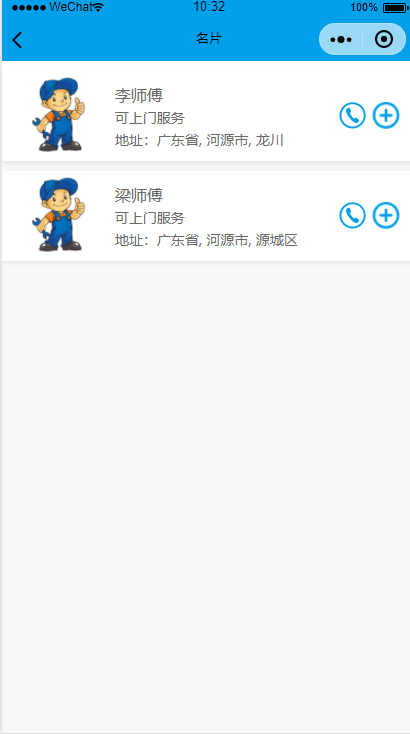 WeChat 10:32 100%
名片
李师傅
可上门服务
地址：广东省, 河源市, 龙川
梁师傅
可上门服务
地址：广东省, 河源市, 源城区